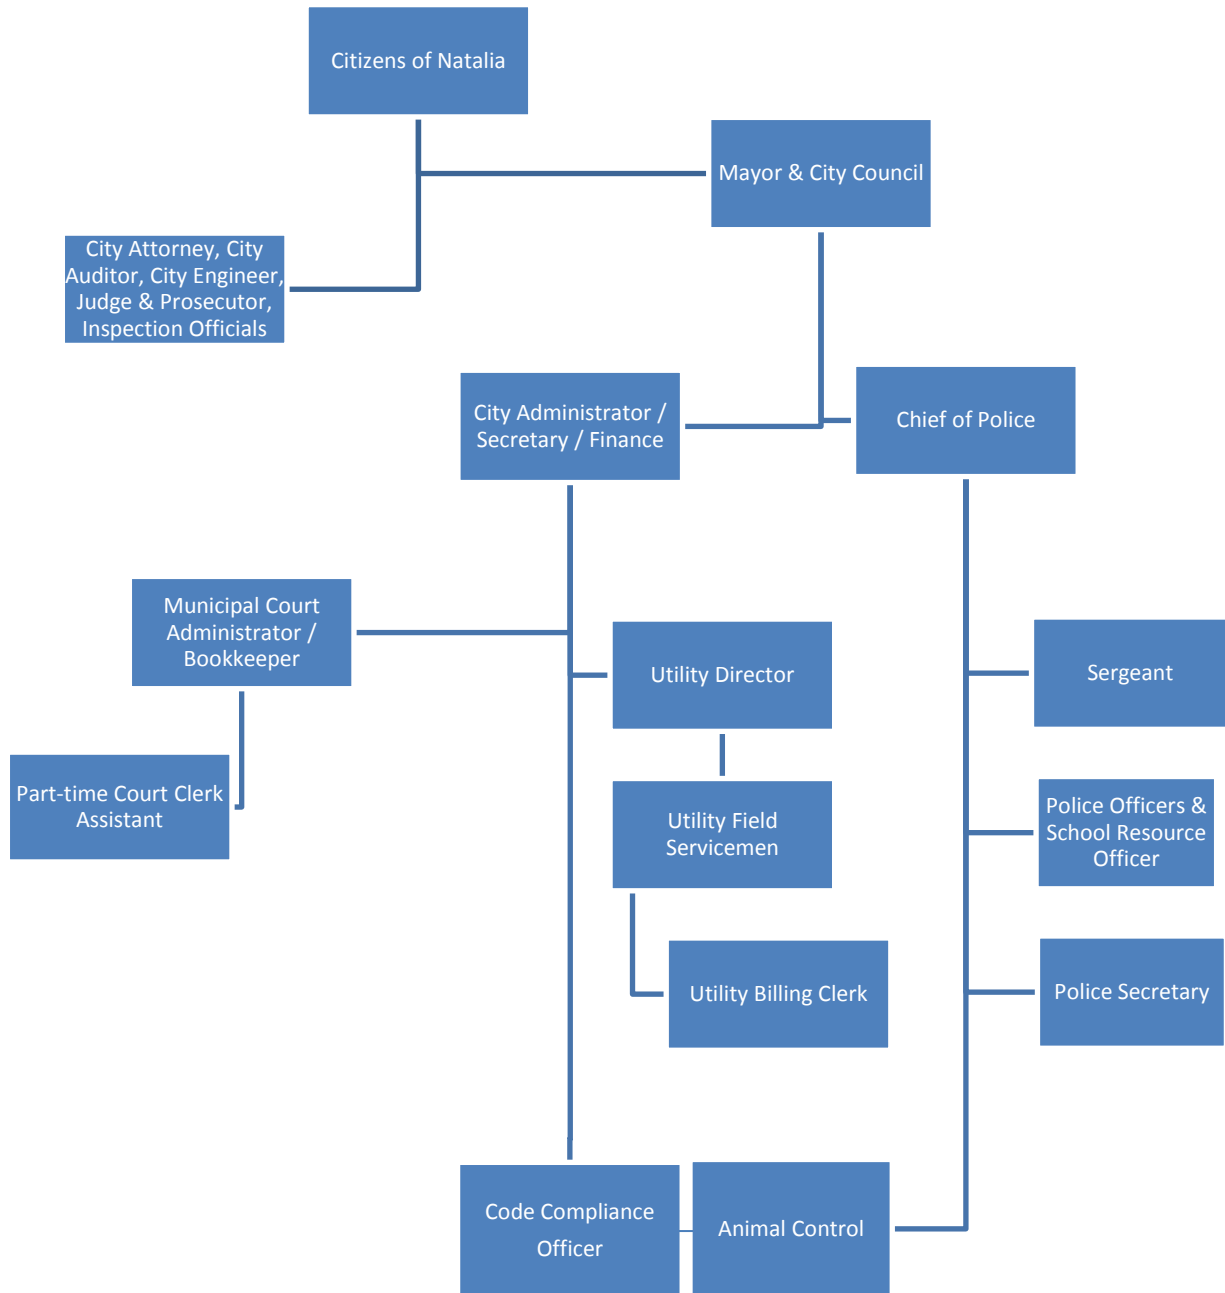 Citizens of Natalia
Mayor & City Council
City Attorney, City
Auditor, City Engineer,
Judge & Prosecutor,
Inspection Officials
City Administrator /
Secretary / Finance
Chief of Police
Municipal Court
Administrator /
Bookkeeper
Utility Director
Sergeant
Part-time Court Clerk
Assistant
Utility Field
Servicemen
Police Officers &
School Resource
Officer
Utility Billing Clerk
Police Secretary
Code Compliance
Officer
Animal Control